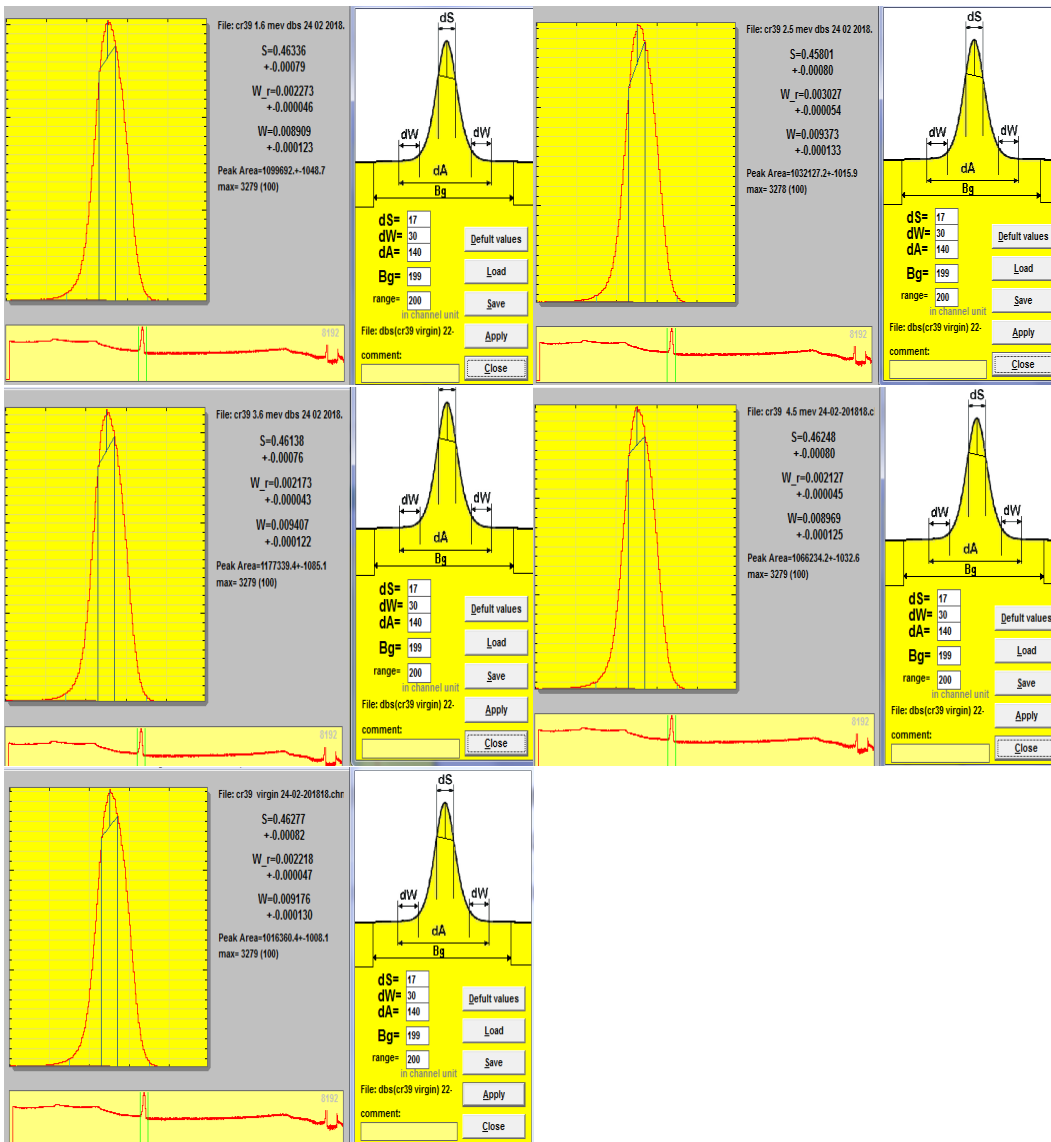 File: cr39 1.6 mev dbs 24 02 2018.
S=0.46336
+-0.00079
W_r=0.002273
+-0.000046
W=0.008909
+-0.000123
Peak Area=1099692.+-1048.7
max= 3279 (100)
8192
dS
dW
dW
dA
Bg
dS= 17
dW= 30
dA= 140
Bg= 199
range= 200
in channel unit
File: dbs(cr39 virgin) 22-
comment:
Defult values
Load
Save
Apply
Close
File: cr39 2.5 mev dbs 24 02 2018.
S=0.45801
+-0.00080
W_r=0.003027
+-0.000054
W=0.009373
+-0.000133
Peak Area=1032127.2+-1015.9
max= 3278 (100)
8192
dS
dW
dW
dA
Bg
dS= 17
dW= 30
dA= 140
Bg= 199
range= 200
in channel unit
File: dbs(cr39 virgin) 22-
comment:
Defult values
Load
Save
Apply
Close
File: cr39 3.6 mev dbs 24 02 2018.
S=0.46138
+-0.00076
W_r=0.002173
+-0.000043
W=0.009407
+-0.000122
Peak Area=1177339.4+-1085.1
max= 3279 (100)
8192
dW
dW
dA
Bg
dS= 17
dW= 30
dA= 140
Bg= 199
range= 200
in channel unit
File: dbs(cr39 virgin) 22-
comment:
Defult values
Load
Save
Apply
Close
File: cr39 4.5 mev 24-02-201818.c
S=0.46248
+-0.00080
W_r=0.002127
+-0.000045
W=0.008969
+-0.000125
Peak Area=1066234.2+-1032.6
max= 3279 (100)
8192
dS
dW
dW
dA
Bg
dS= 17
dW= 30
dA= 140
Bg= 199
range= 200
in channel unit
File: dbs(cr39 virgin) 22-
comment:
Defult values
Load
Save
Apply
Close
File: cr39 virgin 24-02-201818.chr
S=0.46277
+-0.00082
W_r=0.002218
+-0.000047
W=0.009176
+-0.000130
Peak Area=1016360.4+-1008.1
max= 3279 (100)
8192
dS
dW
dW
dA
Bg
dS= 17
dW= 30
dA= 140
Bg= 199
range= 200
in channel unit
File: dbs(cr39 virgin) 22-
comment:
Defult values
Load
Save
Apply
Close